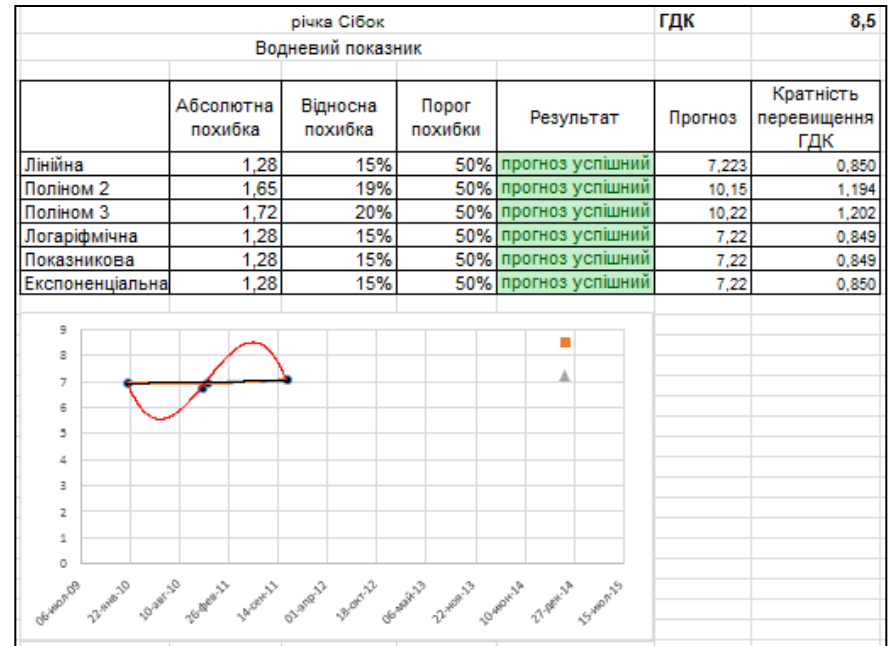 річка Сібок ГДК 8,5
Водневий показник
Абсолютна похибка Відносна похибка Порог похибки Результат Прогноз Кратність перевищення ГДК
Лінійна 1,28 15% 50% прогноз успішний 7,223 0,850
Поліном 2 1,65 19% 50% прогноз успішний 10,15 1,194
Поліном 3 1,72 20% 50% прогноз успішний 10,22 1,202
Логаріфмічна 1,28 15% 50% прогноз успішний 7,22 0,849
Показникова 1,28 15% 50% прогноз успішний 7,22 0,849
Експоненціальна 1,28 15% 50% прогноз успішний 7,22 0,850
9
8
7
6
5
4
3
2
1
0
06-июл-09 22-янв-10 10-авг-10 26-фев-11 14-сен-11 01-апр-12 18-окт-12 06-май-13 22-ноя-13 10-июн-14 27-дек-14 15-июл-15